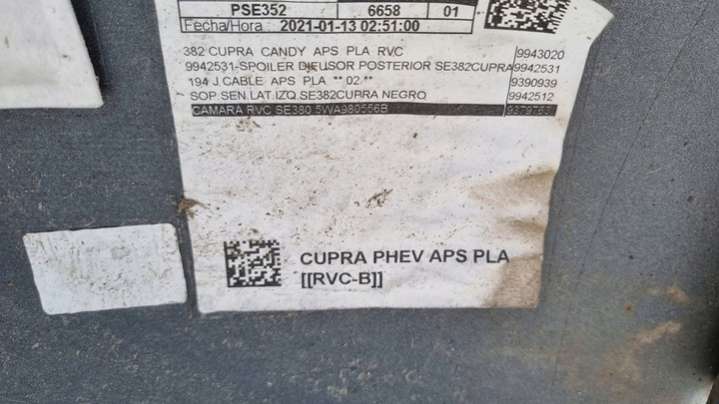 PSE352 6658 01
Fecha/Hora: 2021-01-13 02:51:00
382 CUPRA CANDY APS PLA RVC 9943020
9942531-SPOILER DIFUSOR POSTERIOR SE382CUPRA 9942531
194 J.CABLE APS PLA **02.** 9390939
SOP.SEN.LAT.IZQ.SE382CUPRA NEGRO 9942512
CAMARA RVC SE380 5WA980556B
CUPRA PHEV APS PLA
[[RVC-B]]